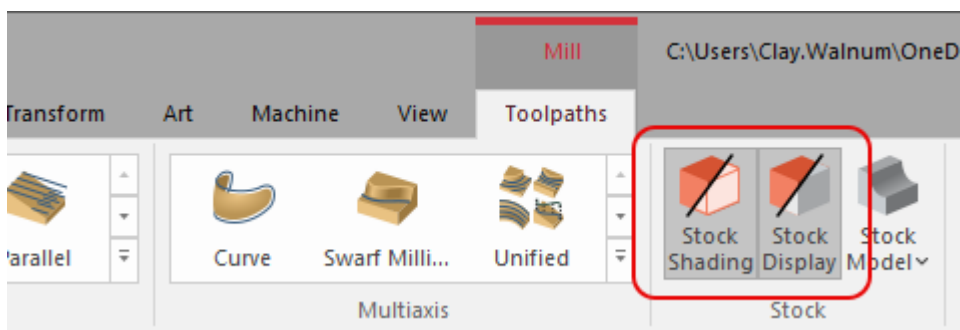 Mill
C:\Users\Clay.Walnum\OneD
Transform Art Machine View Toolpaths
Parallel
Curve
Swarf Milli...
Unified
Stock
Shading
Stock
Display
Stock
Model
Multiaxis
Stock